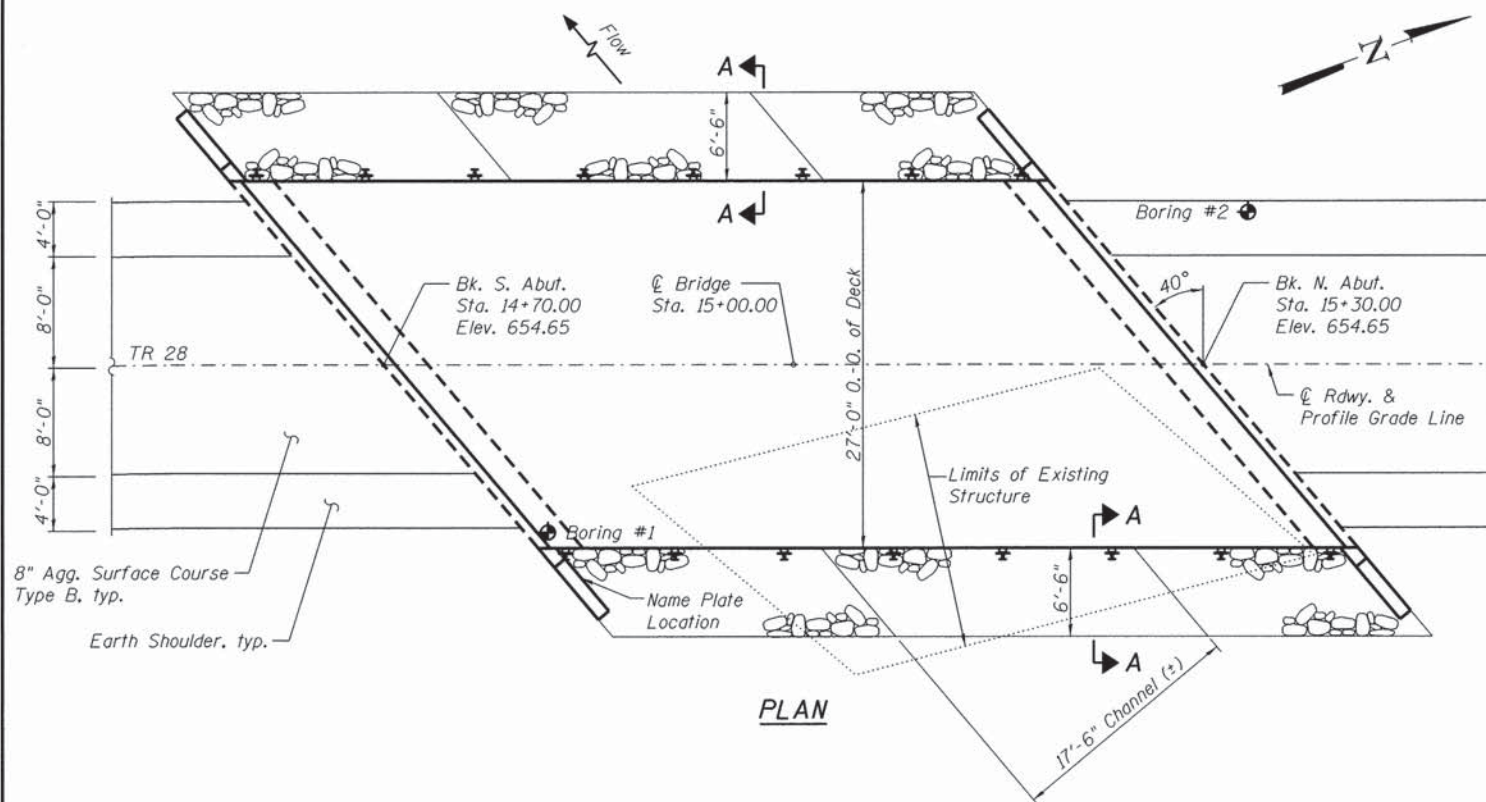 Flow
N
A
6'-6"
A
4'-0"
8'-0"
8'-0"
4'-0"
TR 28
Bk. S. Abut.
Sta. 14+70.00
Elev. 654.65
℄ Bridge
Sta. 15+00.00
27'-0" O.-O. of Deck
Boring #2
40°
Bk. N. Abut.
Sta. 15+30.00
Elev. 654.65
℄ Rdwy. &
Profile Grade Line
Limits of Existing
Structure
Boring #1
A
8" Agg. Surface Course
Type B, typ.
Earth Shoulder, typ.
Name Plate
Location
6'-6"
A
17'-6" Channel (±)
PLAN